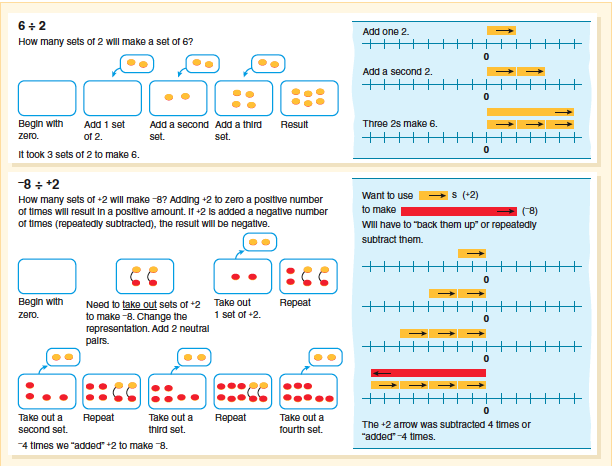 6 ÷ 2
How many sets of 2 will make a set of 6?
Begin with
zero.
Add 1 set
of 2.
Add a second
set.
Add a third
set.
Result
It took 3 sets of 2 to make 6.
Add one 2.
0
Add a second 2.
0
Three 2s make 6.
0
⁻8 ÷ ⁺2
How many sets of +2 will make ⁻8? Adding +2 to zero a positive number
of times will result in a positive amount. If +2 is added a negative number
of times (repeatedly subtracted), the result will be negative.
Begin with
zero.
Need to take out sets of +2
to make ⁻8. Change the
representation. Add 2 neutral
pairs.
Take out
1 set of +2.
Repeat
Take out a
second set.
Repeat
Take out a
third set.
Repeat
Take out a
fourth set.
⁻4 times we "added" +2 to make ⁻8.
Want to use s (+2)
to make (⁻8)
Will have to "back them up" or repeatedly
subtract them.
0
0
0
0
The +2 arrow was subtracted 4 times or
"added" ⁻4 times.